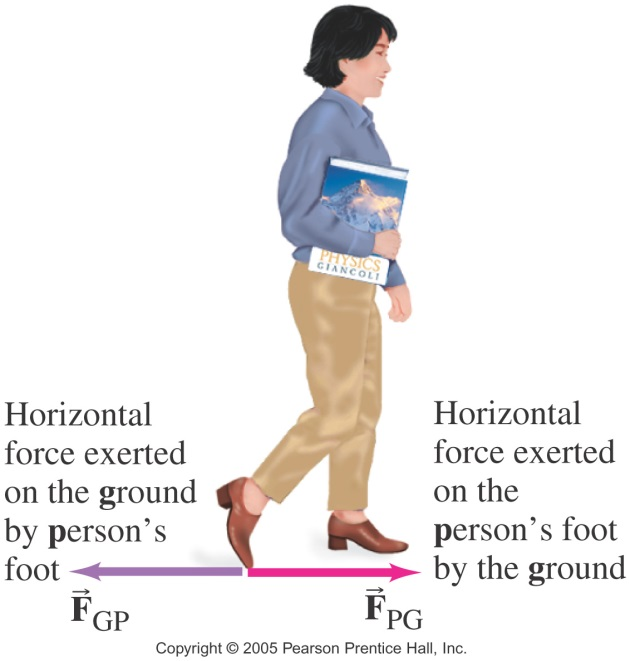 PHYSICS
GIANCOLI
Horizontal
force exerted
on the ground
by person's
foot
F⃗GP
Horizontal
force exerted
on the
person's foot
by the ground
F⃗PG
Copyright © 2005 Pearson Prentice Hall, Inc.